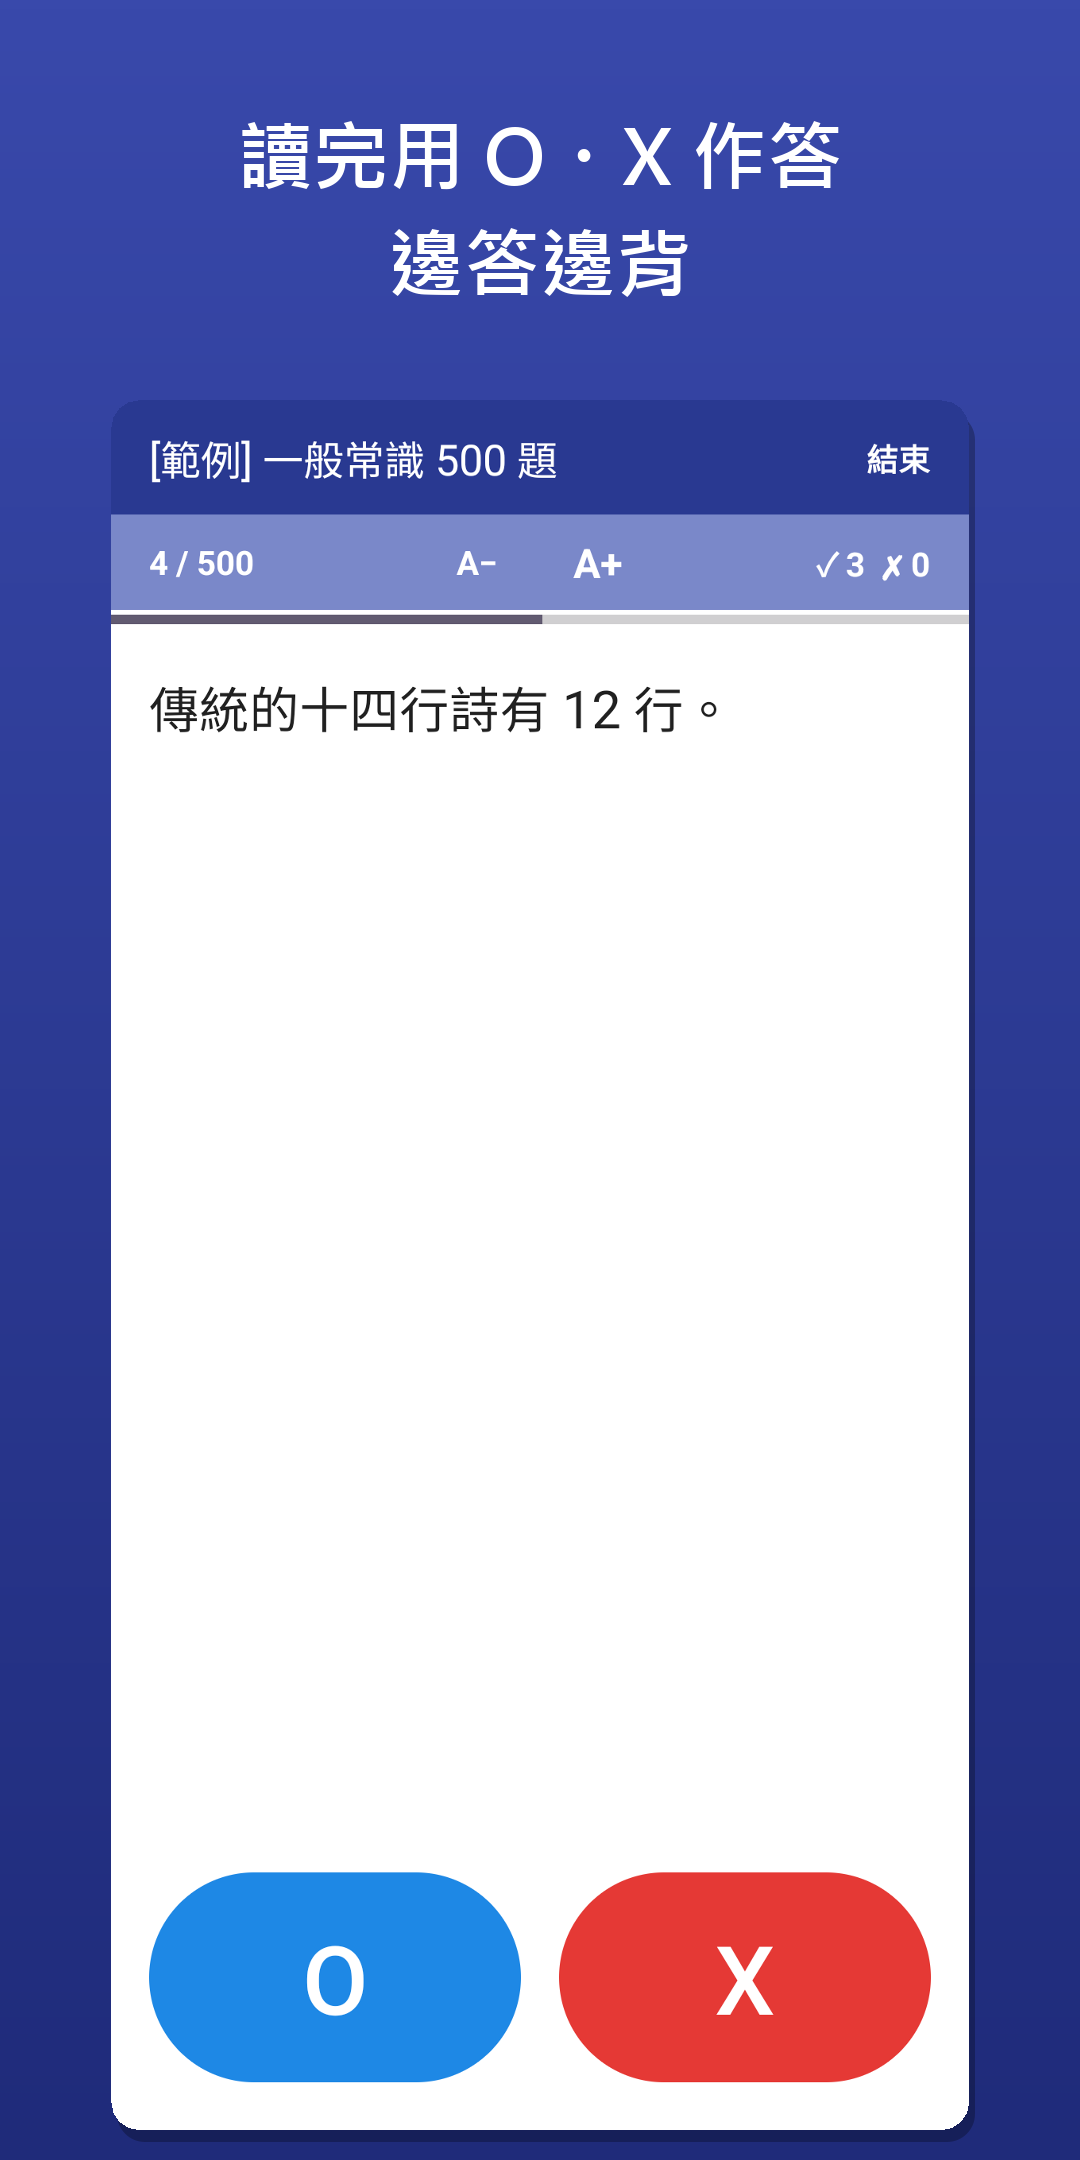 讀完用 O・X 作答
邊答邊背
[範例] 一般常識 500 題
結束
4 / 500
A−
A+
✓3 ✗0
傳統的十四行詩有 12 行。
O
X